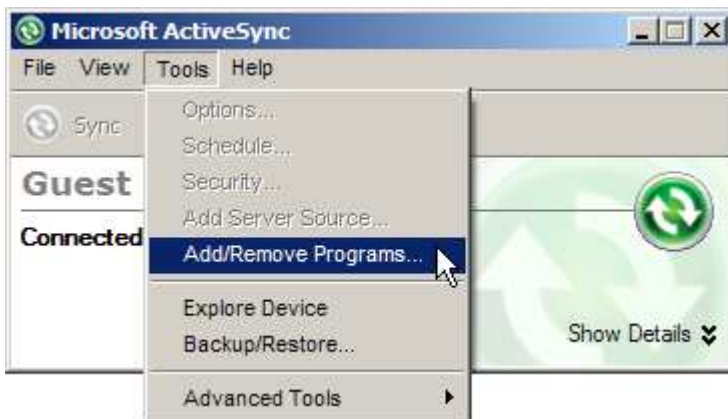 Microsoft ActiveSync
File View Tools Help
Sync
Options...
Schedule...
Guest
Security...
Add Server Source...
Connected
Add/Remove Programs...
Explore Device
Backup/Restore...
Show Details
Advanced Tools